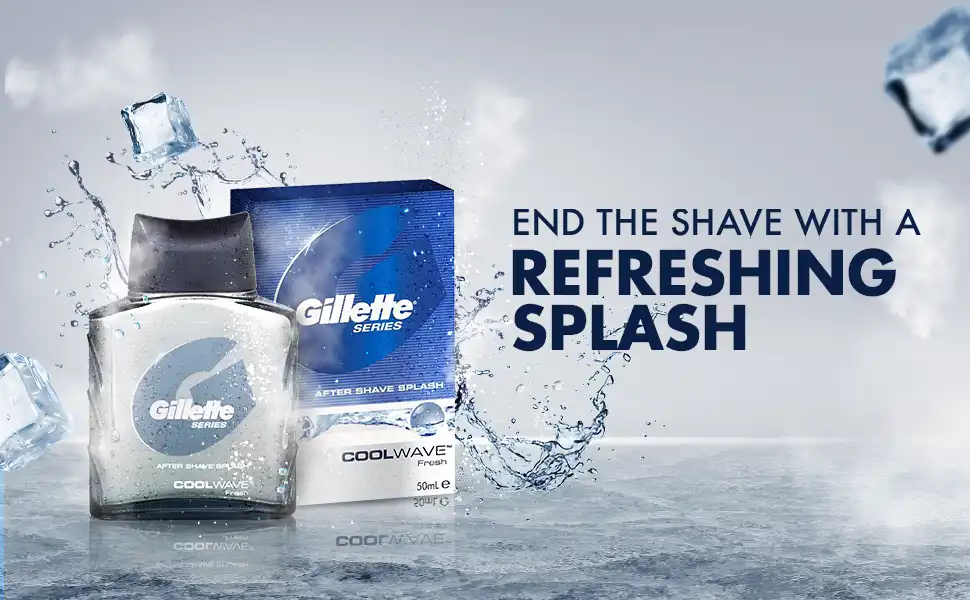 END THE SHAVE WITH A
REFRESHING
SPLASH
Gillette
SERIES
AFTER SHAVE SPLASH
COOLWAVE™
Fresh
50mL ℮
Gillette
SERIES
AFTER SHAVE SPLASH
COOLWAVE
Fresh